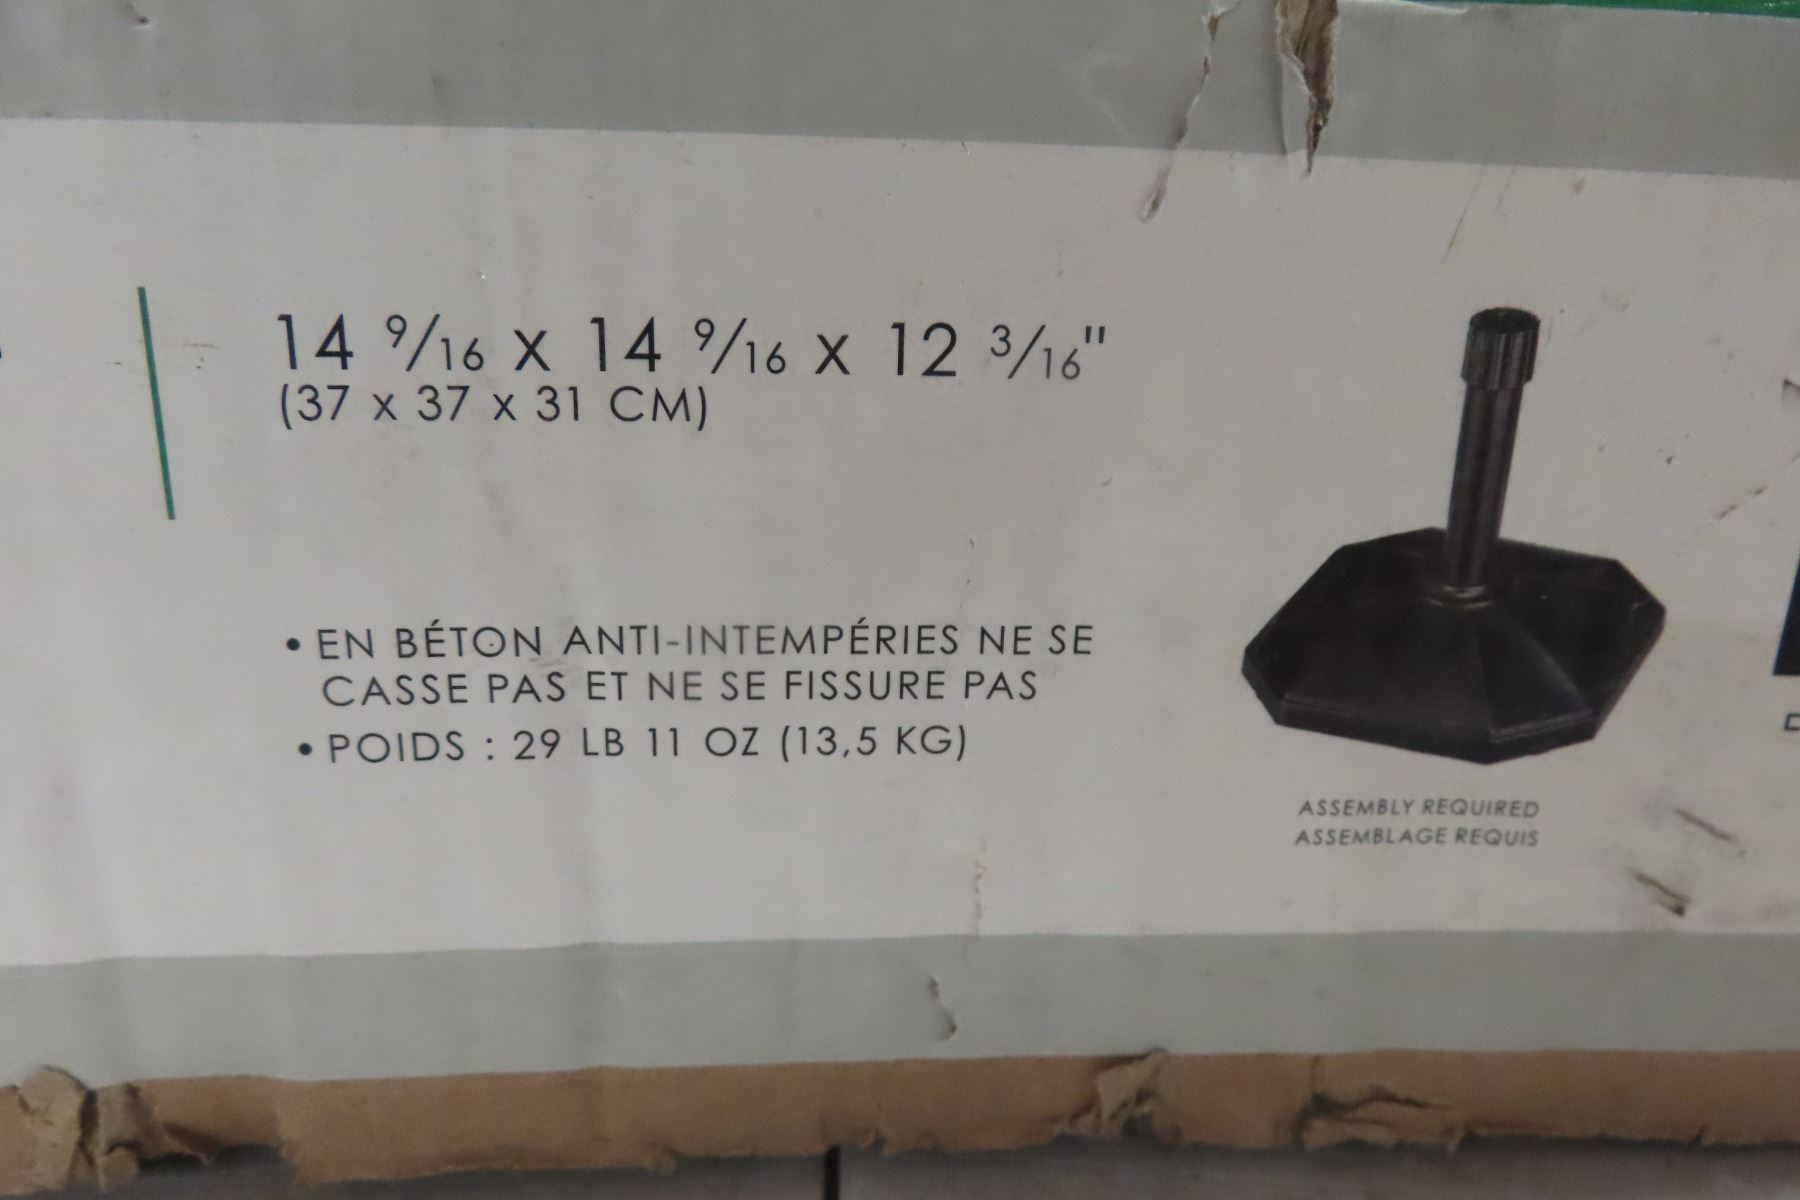 14 9/16 x 14 9/16 x 12 3/16"
(37 x 37 x 31 CM)
• EN BÉTON ANTI-INTEMPÉRIES NE SE
CASSE PAS ET NE SE FISSURE PAS
• POIDS : 29 LB 11 OZ (13,5 KG)
ASSEMBLY REQUIRED
ASSEMBLAGE REQUIS